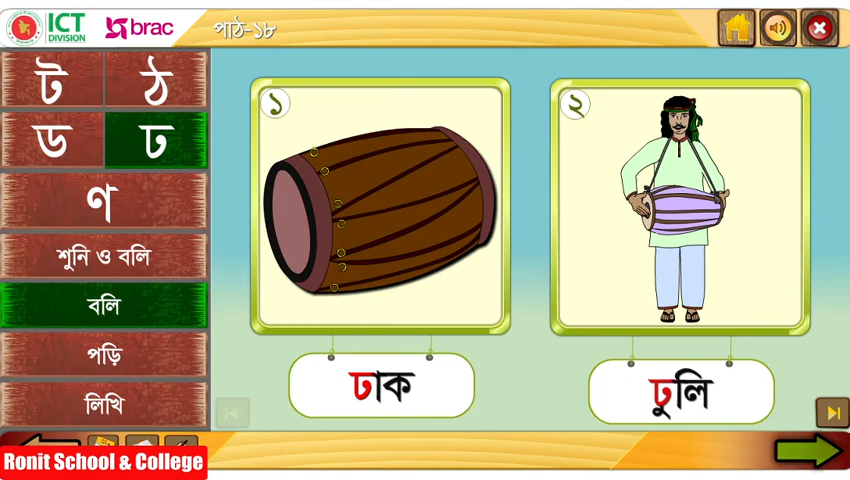 ICT
DIVISION
brac
পাঠ-১৮
ট
ঠ
ড
ঢ
ণ
শুনি ও বলি
বলি
পড়ি
লিখি
১
২
ঢাক
ঢুলি
Ronit School & College